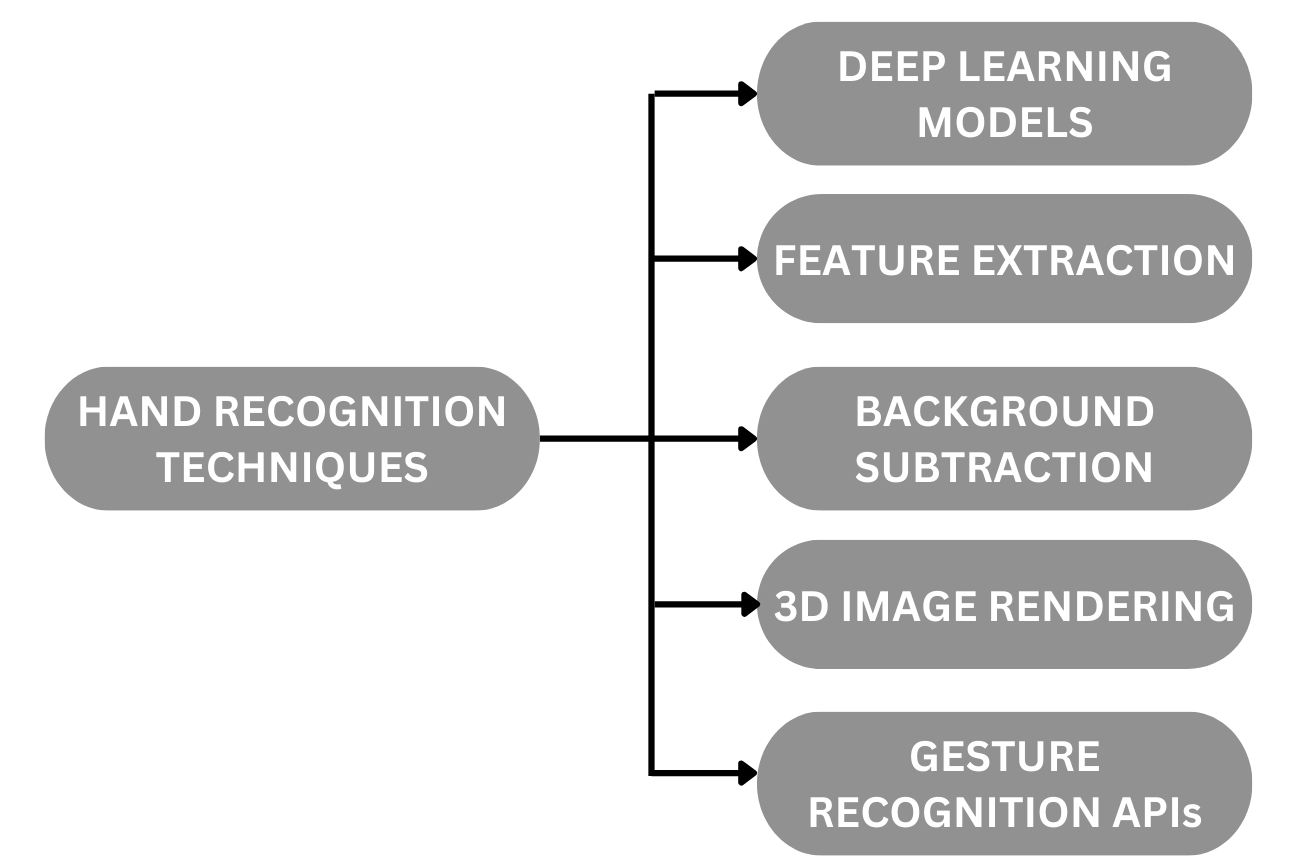 HAND RECOGNITION
TECHNIQUES
DEEP LEARNING
MODELS
FEATURE EXTRACTION
BACKGROUND
SUBTRACTION
3D IMAGE RENDERING
GESTURE
RECOGNITION APIs